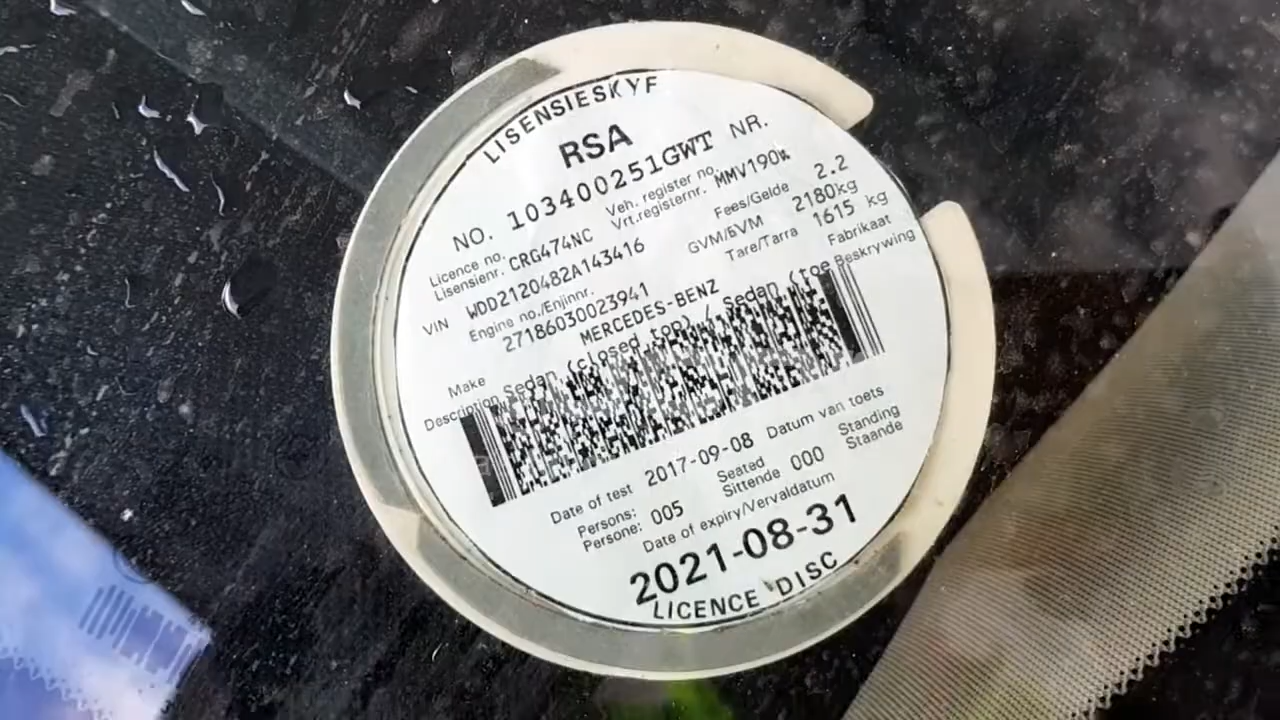 LISENSIESKYF
RSA
NO. 103400251GWT NR.
Licence no.
Lisensienr. CRG474NC
Veh. register no.
Vrt.registernr. MMV190W
VIN WDD2120482A143416
Fees/Gelde 2.2
Engine no./Enjinnr.
27186030023941
GVM/BVM 2180kg
Tare/Tarra 1615 kg
Make MERCEDES-BENZ Fabrikaat
Description Sedan (closed top) / Sedan (toe Beskrywing
Date of test 2017-09-08 Datum van toets
Persons:
Persone: 005
Seated
Sittende 000
Standing
Staande
Date of expiry/Vervaldatum
2021-08-31
LICENCE DISC